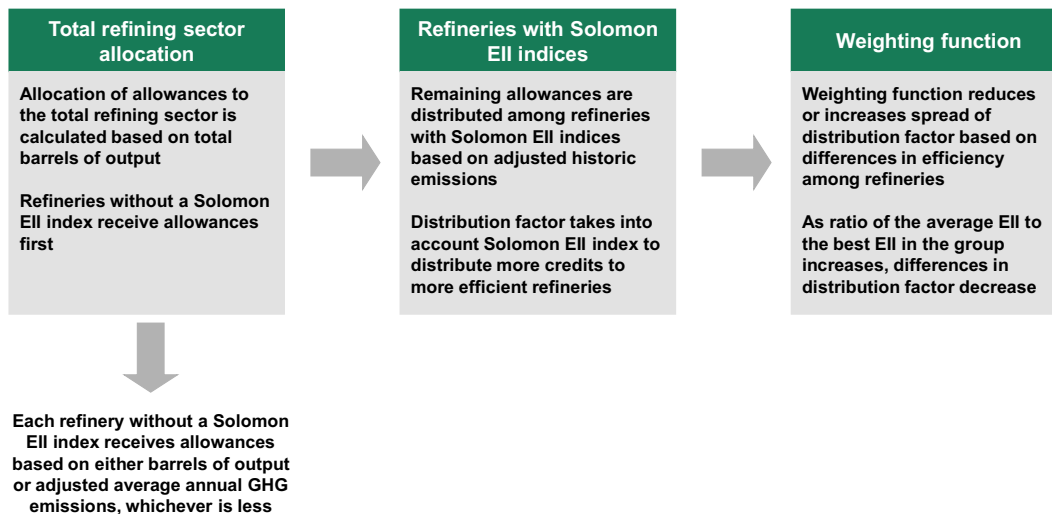 Total refining sector
allocation
Allocation of allowances to
the total refining sector is
calculated based on total
barrels of output
Refineries without a Solomon
EII index receive allowances
first
Each refinery without a Solomon
EII index receives allowances
based on either barrels of output
or adjusted average annual GHG
emissions, whichever is less
Refineries with Solomon
EII indices
Remaining allowances are
distributed among refineries
with Solomon EII indices
based on adjusted historic
emissions
Distribution factor takes into
account Solomon EII index to
distribute more credits to
more efficient refineries
Weighting function
Weighting function reduces
or increases spread of
distribution factor based on
differences in efficiency
among refineries
As ratio of the average EII to
the best EII in the group
increases, differences in
distribution factor decrease